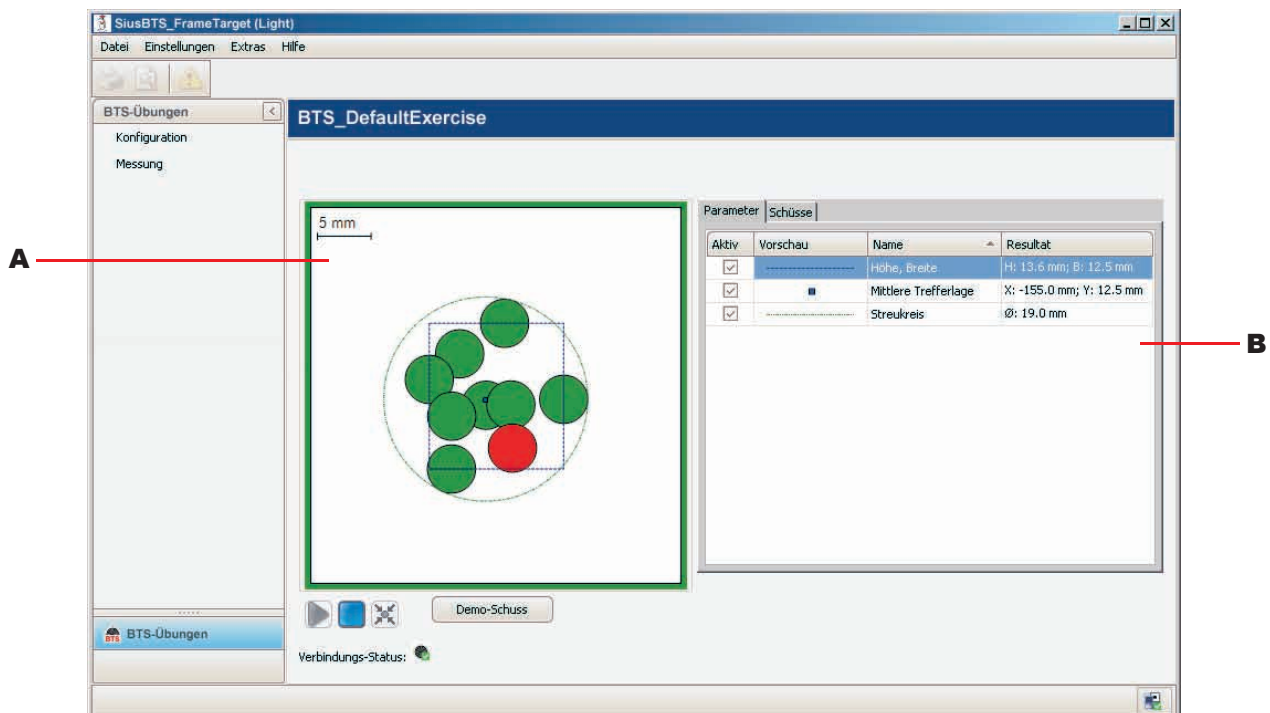 SiusBTS_FrameTarget (Light)
Datei Einstellungen Extras Hilfe
BTS-Übungen
Konfiguration
Messung
BTS_DefaultExercise
5 mm
A
Parameter Schüsse
Aktiv Vorschau Name Resultat
Höhe, Breite H: 13.6 mm; B: 12.5 mm
Mittlere Trefferlage X: -155.0 mm; Y: 12.5 mm
Streukreis Ø: 19.0 mm
B
Demo-Schuss
BTS BTS-Übungen
Verbindungs-Status: